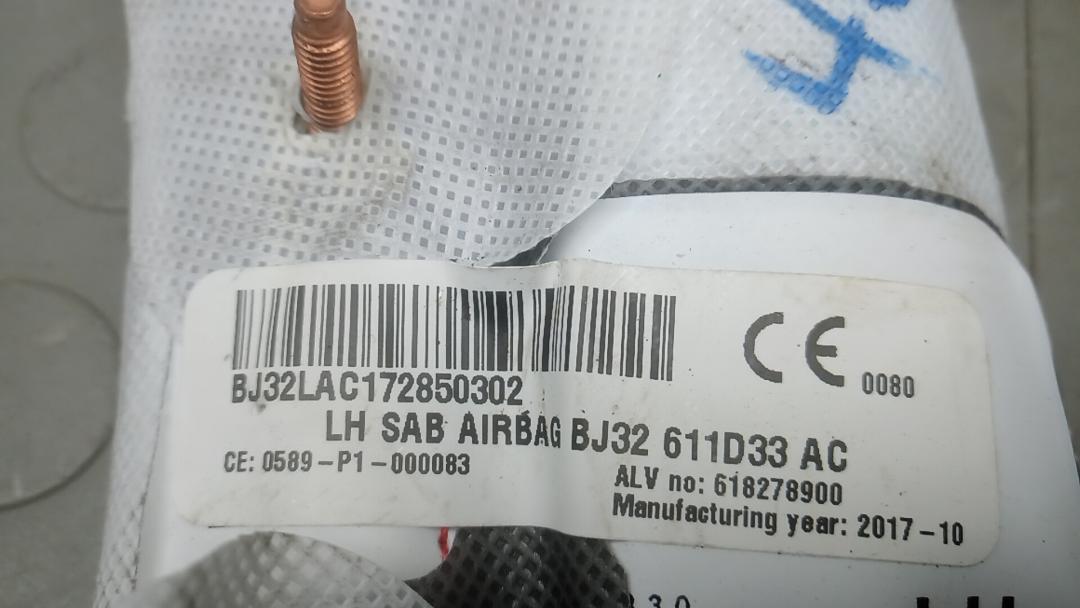 CE 0080
BJ32LAC172850302
LH SAB AIRBAG BJ32 611D33 AC
CE: 0589-P1-000083
ALV no: 618278900
Manufacturing year: 2017-10